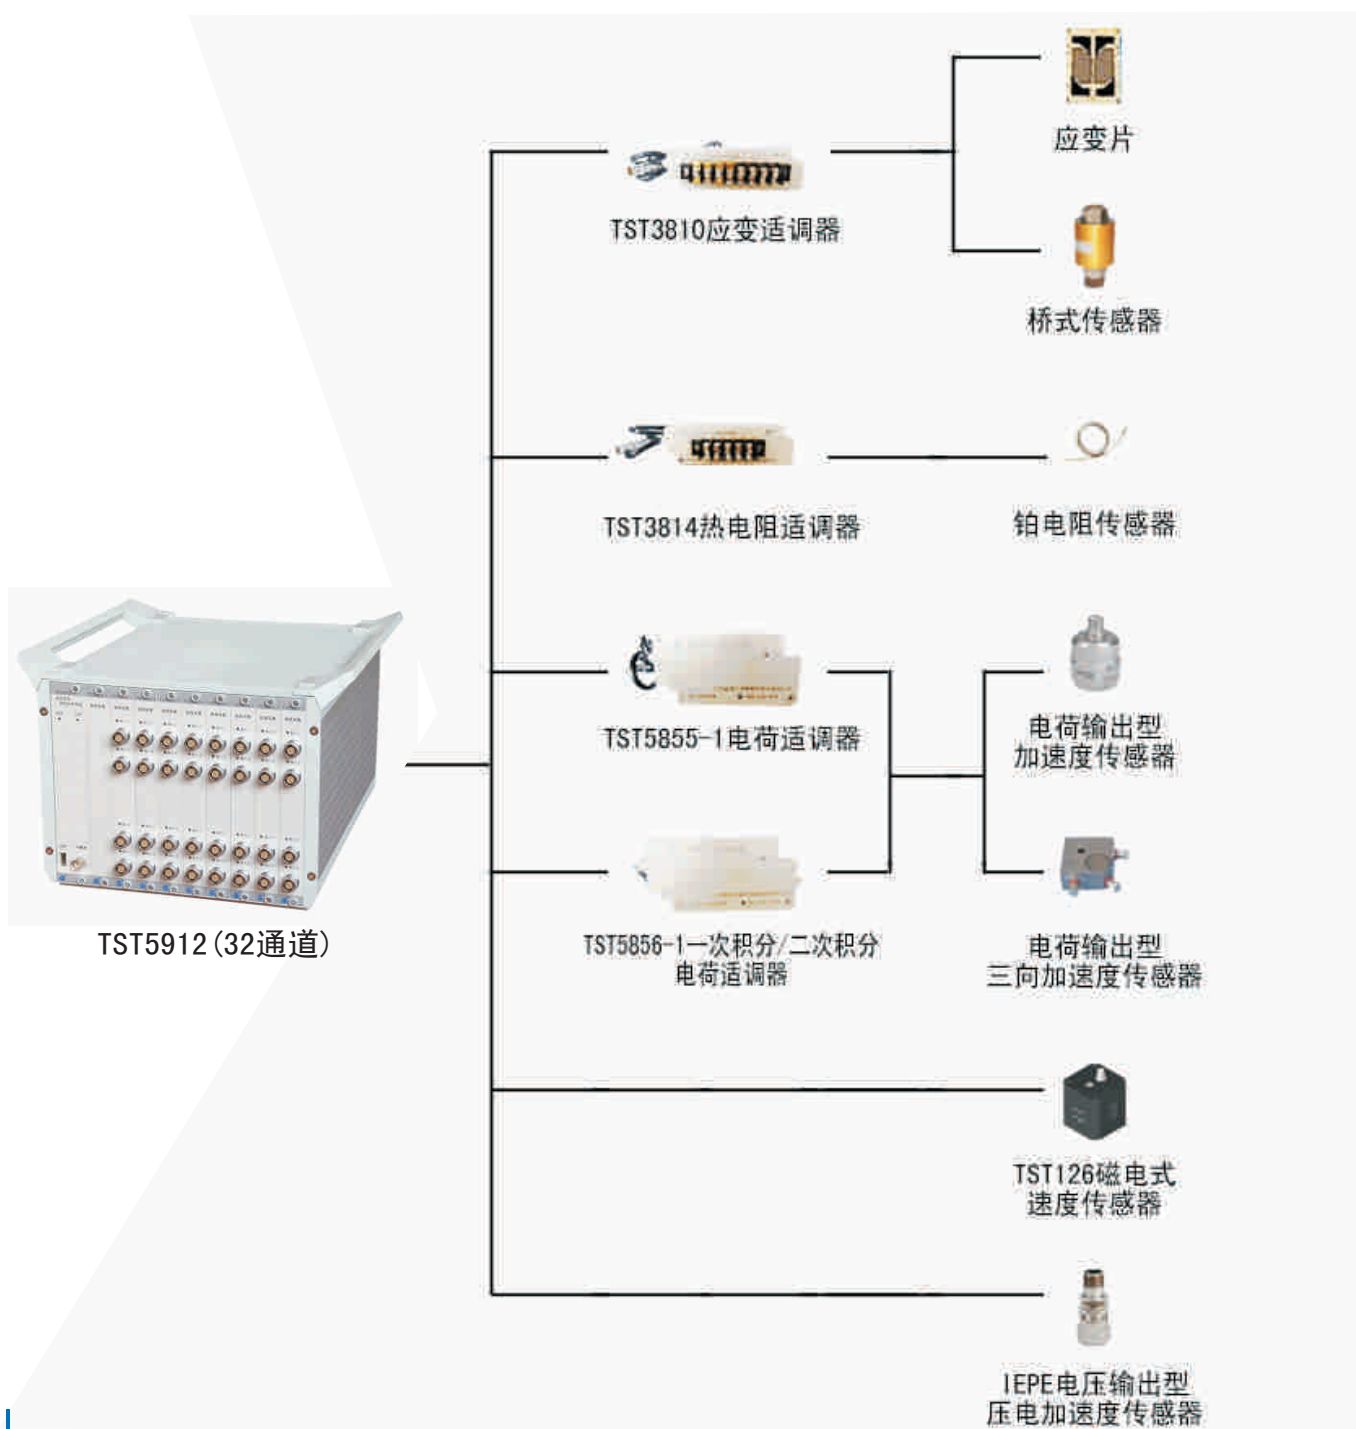 应变片
TST3810应变适调器
桥式传感器
TST3814热电阻适调器
铂电阻传感器
TST5855-1电荷适调器
电荷输出型
加速度传感器
TST5912(32通道)
TST5856-1一次积分/二次积分
电荷适调器
电荷输出型
三向加速度传感器
TST126磁电式
速度传感器
IEPE电压输出型
压电加速度传感器